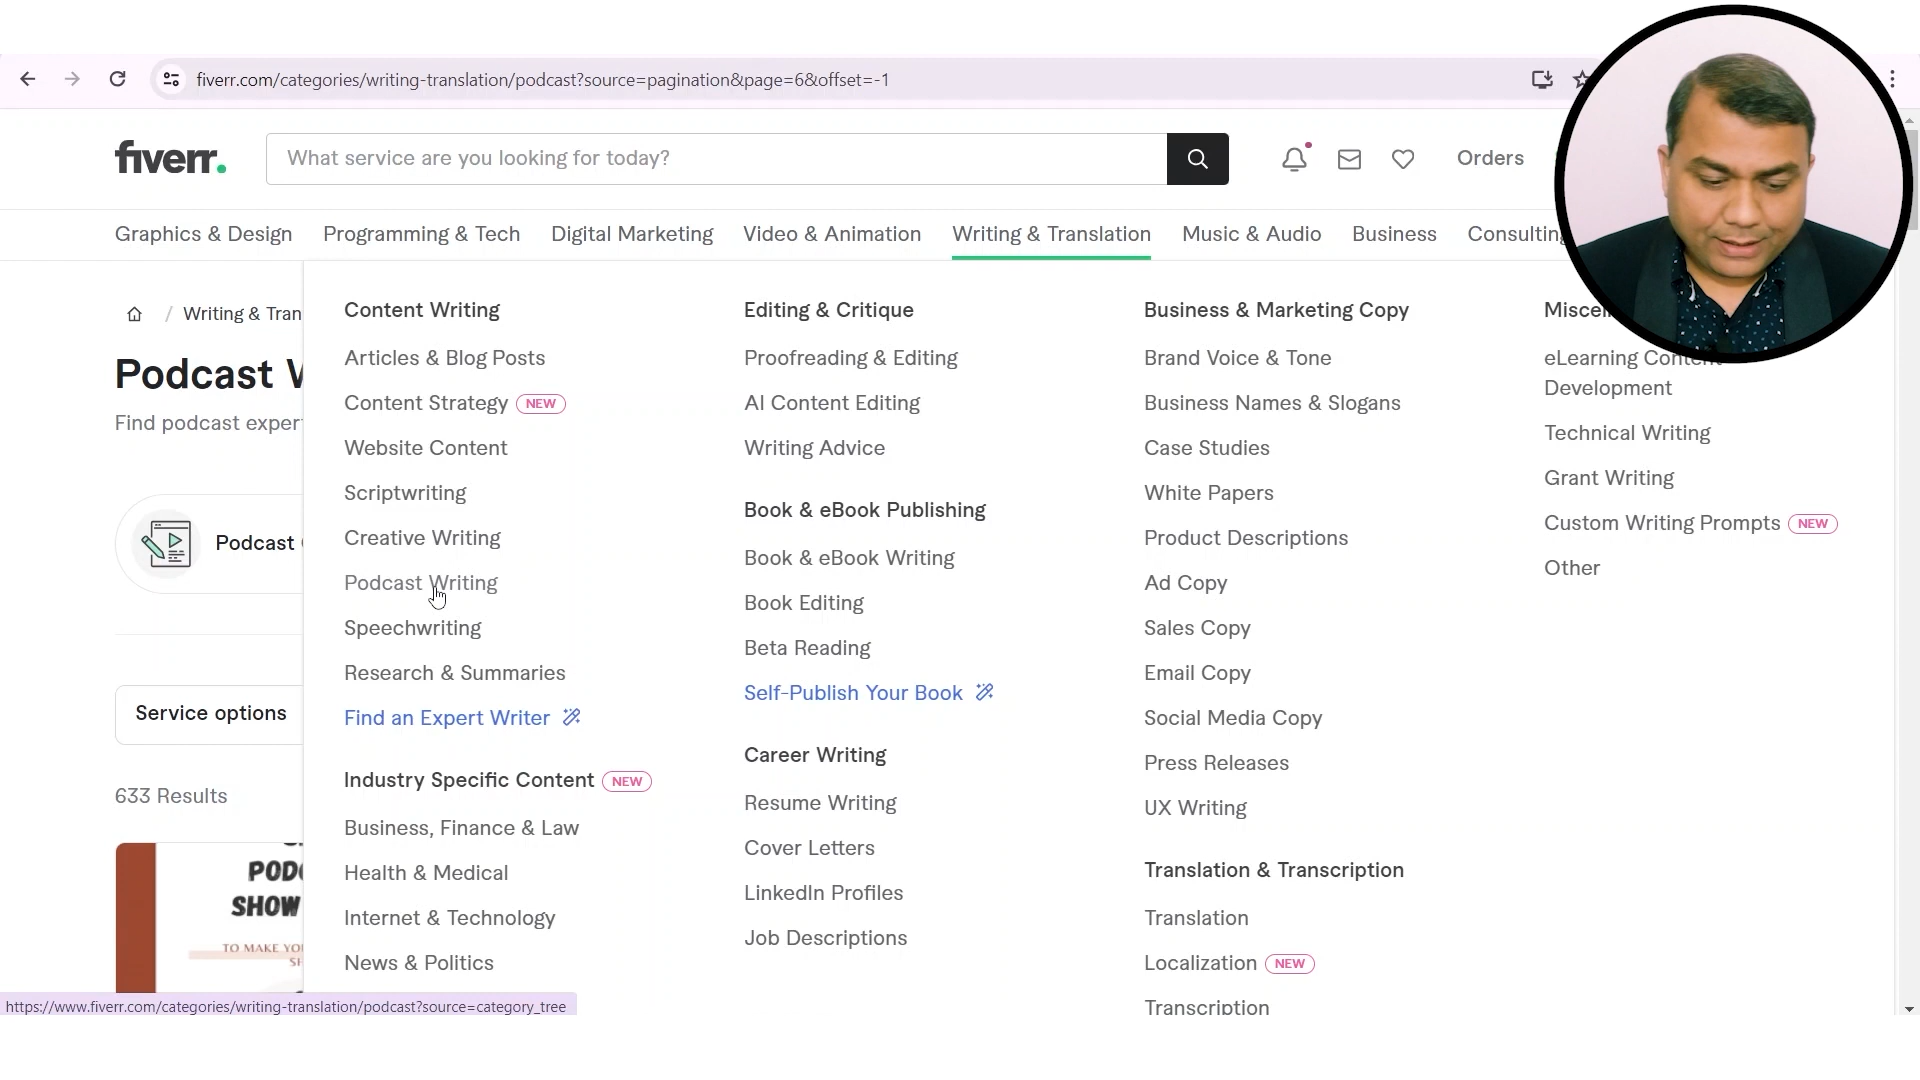 fiverr.com/categories/writing-translation/podcast?source=pagination&page=6&offset=-1
fiverr.
What service are you looking for today?
Orders
Graphics & Design
Programming & Tech
Digital Marketing
Video & Animation
Writing & Translation
Music & Audio
Business
Consulting
/ Writing & Tran
Podcast
Find podcast exper
Podcast
Service options
633 Results
PODC
SHOW
TO MAKE YOU
SH
Content Writing
Articles & Blog Posts
Content Strategy NEW
Website Content
Scriptwriting
Creative Writing
Podcast Writing
Speechwriting
Research & Summaries
Find an Expert Writer
Industry Specific Content NEW
Business, Finance & Law
Health & Medical
Internet & Technology
News & Politics
Editing & Critique
Proofreading & Editing
AI Content Editing
Writing Advice
Book & eBook Publishing
Book & eBook Writing
Book Editing
Beta Reading
Self-Publish Your Book
Career Writing
Resume Writing
Cover Letters
LinkedIn Profiles
Job Descriptions
Business & Marketing Copy
Brand Voice & Tone
Business Names & Slogans
Case Studies
White Papers
Product Descriptions
Ad Copy
Sales Copy
Email Copy
Social Media Copy
Press Releases
UX Writing
Translation & Transcription
Translation
Localization NEW
Transcription
Miscel
eLearning Content
Development
Technical Writing
Grant Writing
Custom Writing Prompts NEW
Other
https://www.fiverr.com/categories/writing-translation/podcast?source=category_tree